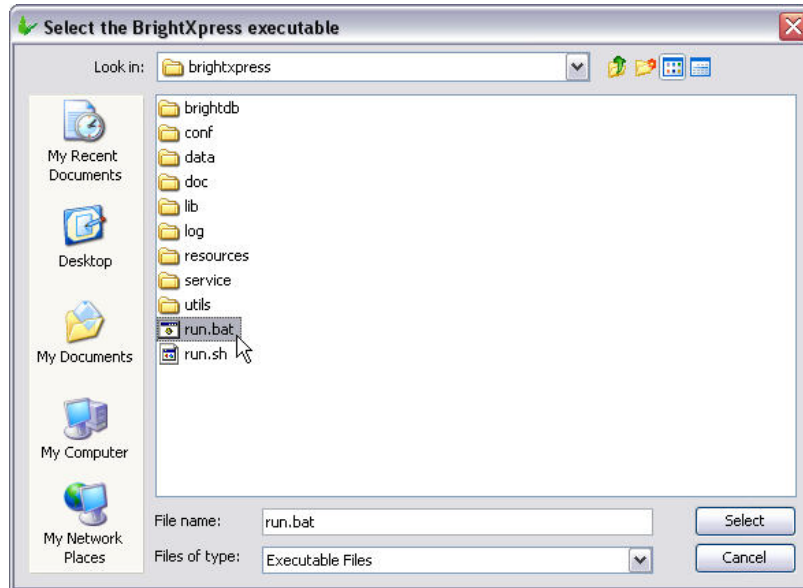 Select the BrightXpress executable
Look in: brightxpress
My Recent
Documents
Desktop
My Documents
My Computer
My Network
Places
brightdb
conf
data
doc
lib
log
resources
service
utils
run.bat
run.sh
File name: run.bat
Select
Files of type: Executable Files
Cancel